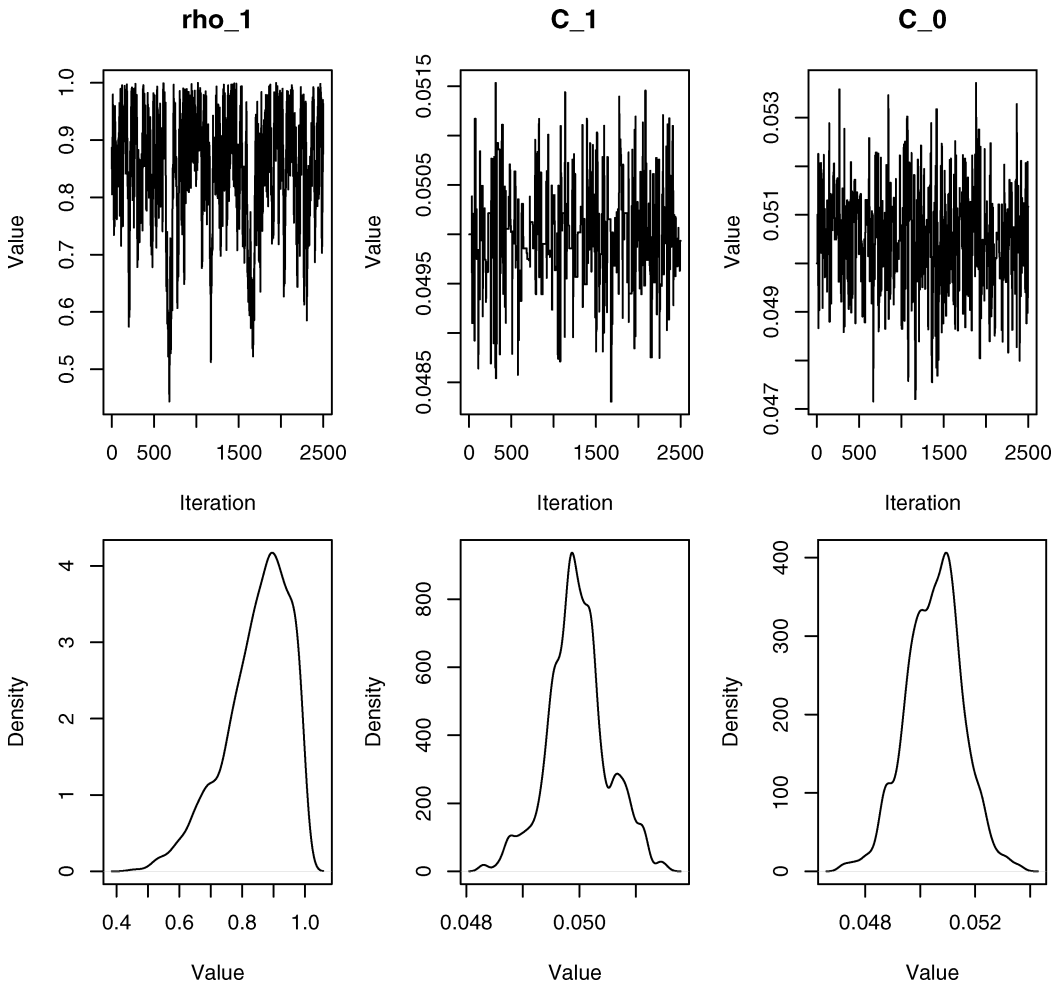 rho_1
C_1
C_0
Value
1.0
0.9
0.8
0.7
0.6
0.5
0 500 1500 2500
Iteration
Value
0.0515
0.0505
0.0495
0.0485
0 500 1500 2500
Iteration
Value
0.053
0.051
0.049
0.047
0 500 1500 2500
Iteration
Density
4
3
2
1
0
0.4 0.6 0.8 1.0
Value
Density
800
600
400
200
0
0.048 0.050
Value
Density
400
300
200
100
0
0.048 0.052
Value